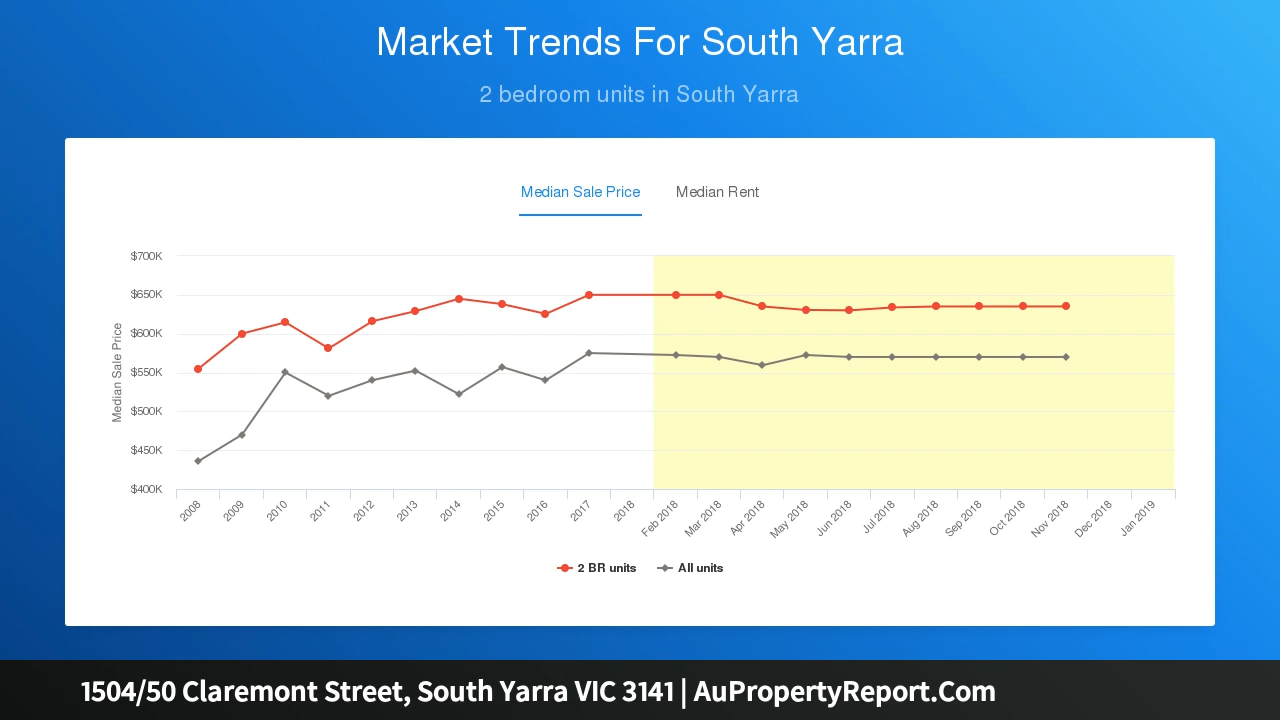 Market Trends For South Yarra
2 bedroom units in South Yarra
Median Sale Price Median Rent
Median Sale Price
$700K
$650K
$600K
$550K
$500K
$450K
$400K
2008 2009 2010 2011 2012 2013 2014 2015 2016 2017 2018 Feb 2018 Mar 2018 Apr 2018 May 2018 Jun 2018 Jul 2018 Aug 2018 Sep 2018 Oct 2018 Nov 2018 Dec 2018 Jan 2019
2 BR units All units
1504/50 Claremont Street, South Yarra VIC 3141 | AuPropertyReport.Com